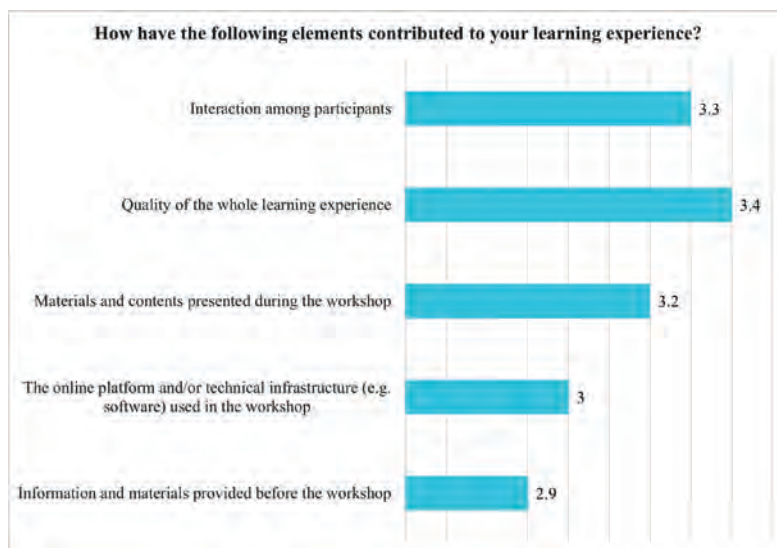 How have the following elements contributed to your learning experience?
Interaction among participants
3.3
Quality of the whole learning experience
3.4
Materials and contents presented during the workshop
3.2
The online platform and/or technical infrastructure (e.g.
software) used in the workshop
3
Information and materials provided before the workshop
2.9